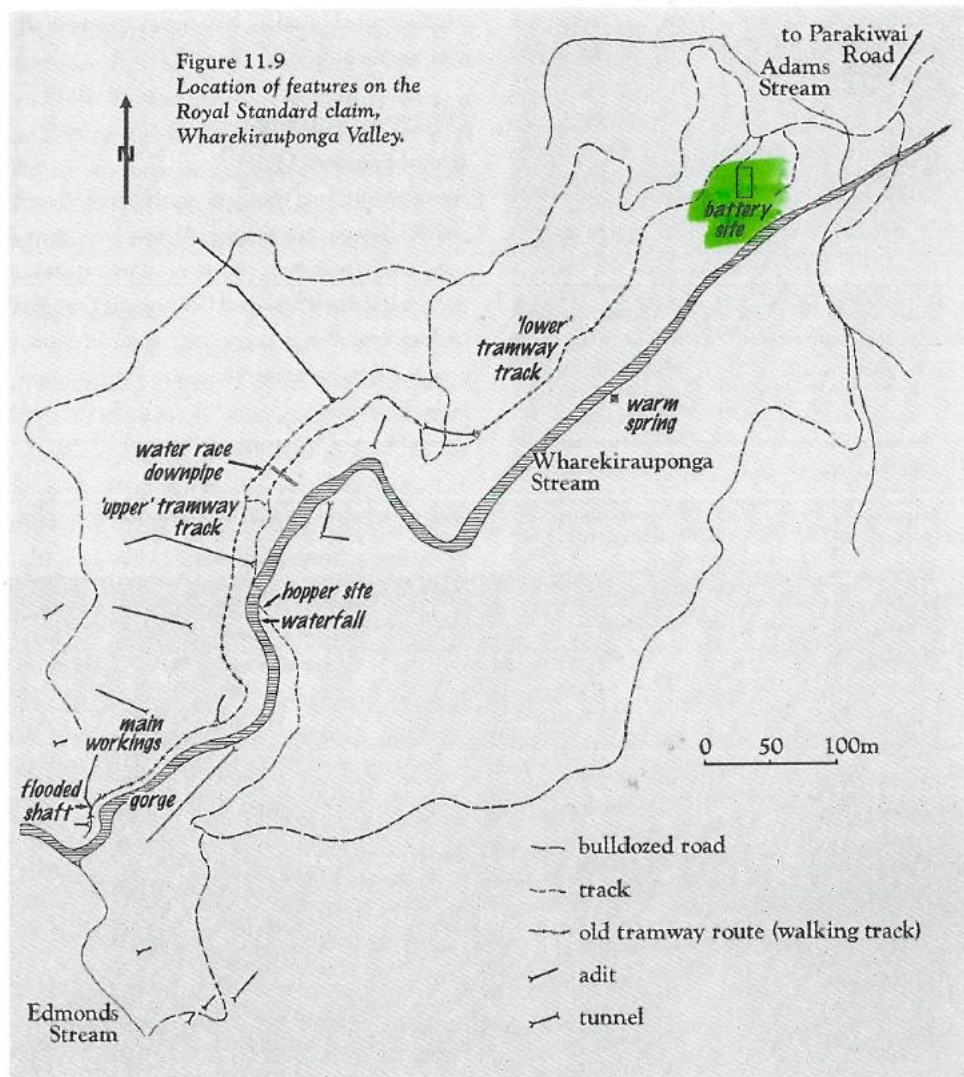 Figure 11.9
Location of features on the
Royal Standard claim,
Wharekirauponga Valley.
N
to Parakiwai
Road
Adams
Stream
battery
site
'lower'
tramway
track
warm
spring
Wharekirauponga
Stream
water race
downpipe
'upper' tramway
track
hopper site
waterfall
main
workings
flooded
shaft
gorge
0 50 100m
bulldozed road
track
old tramway route (walking track)
adit
tunnel
Edmonds
Stream